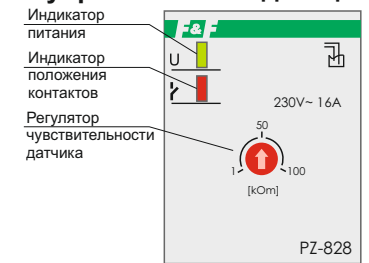 Индикатор
питания
Индикатор
положения
контактов
Регулятор
чувствительности
датчика
F&F
U
230V~ 16A
50
1
100
[kOm]
PZ-828